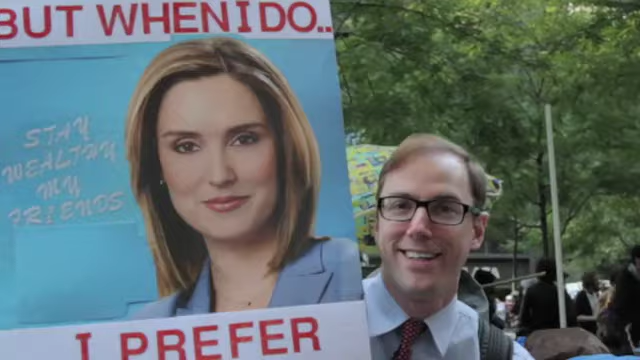 BUT WHEN I DO..
STAY
WEALTHY
MY
FRIENDS
I PREFER